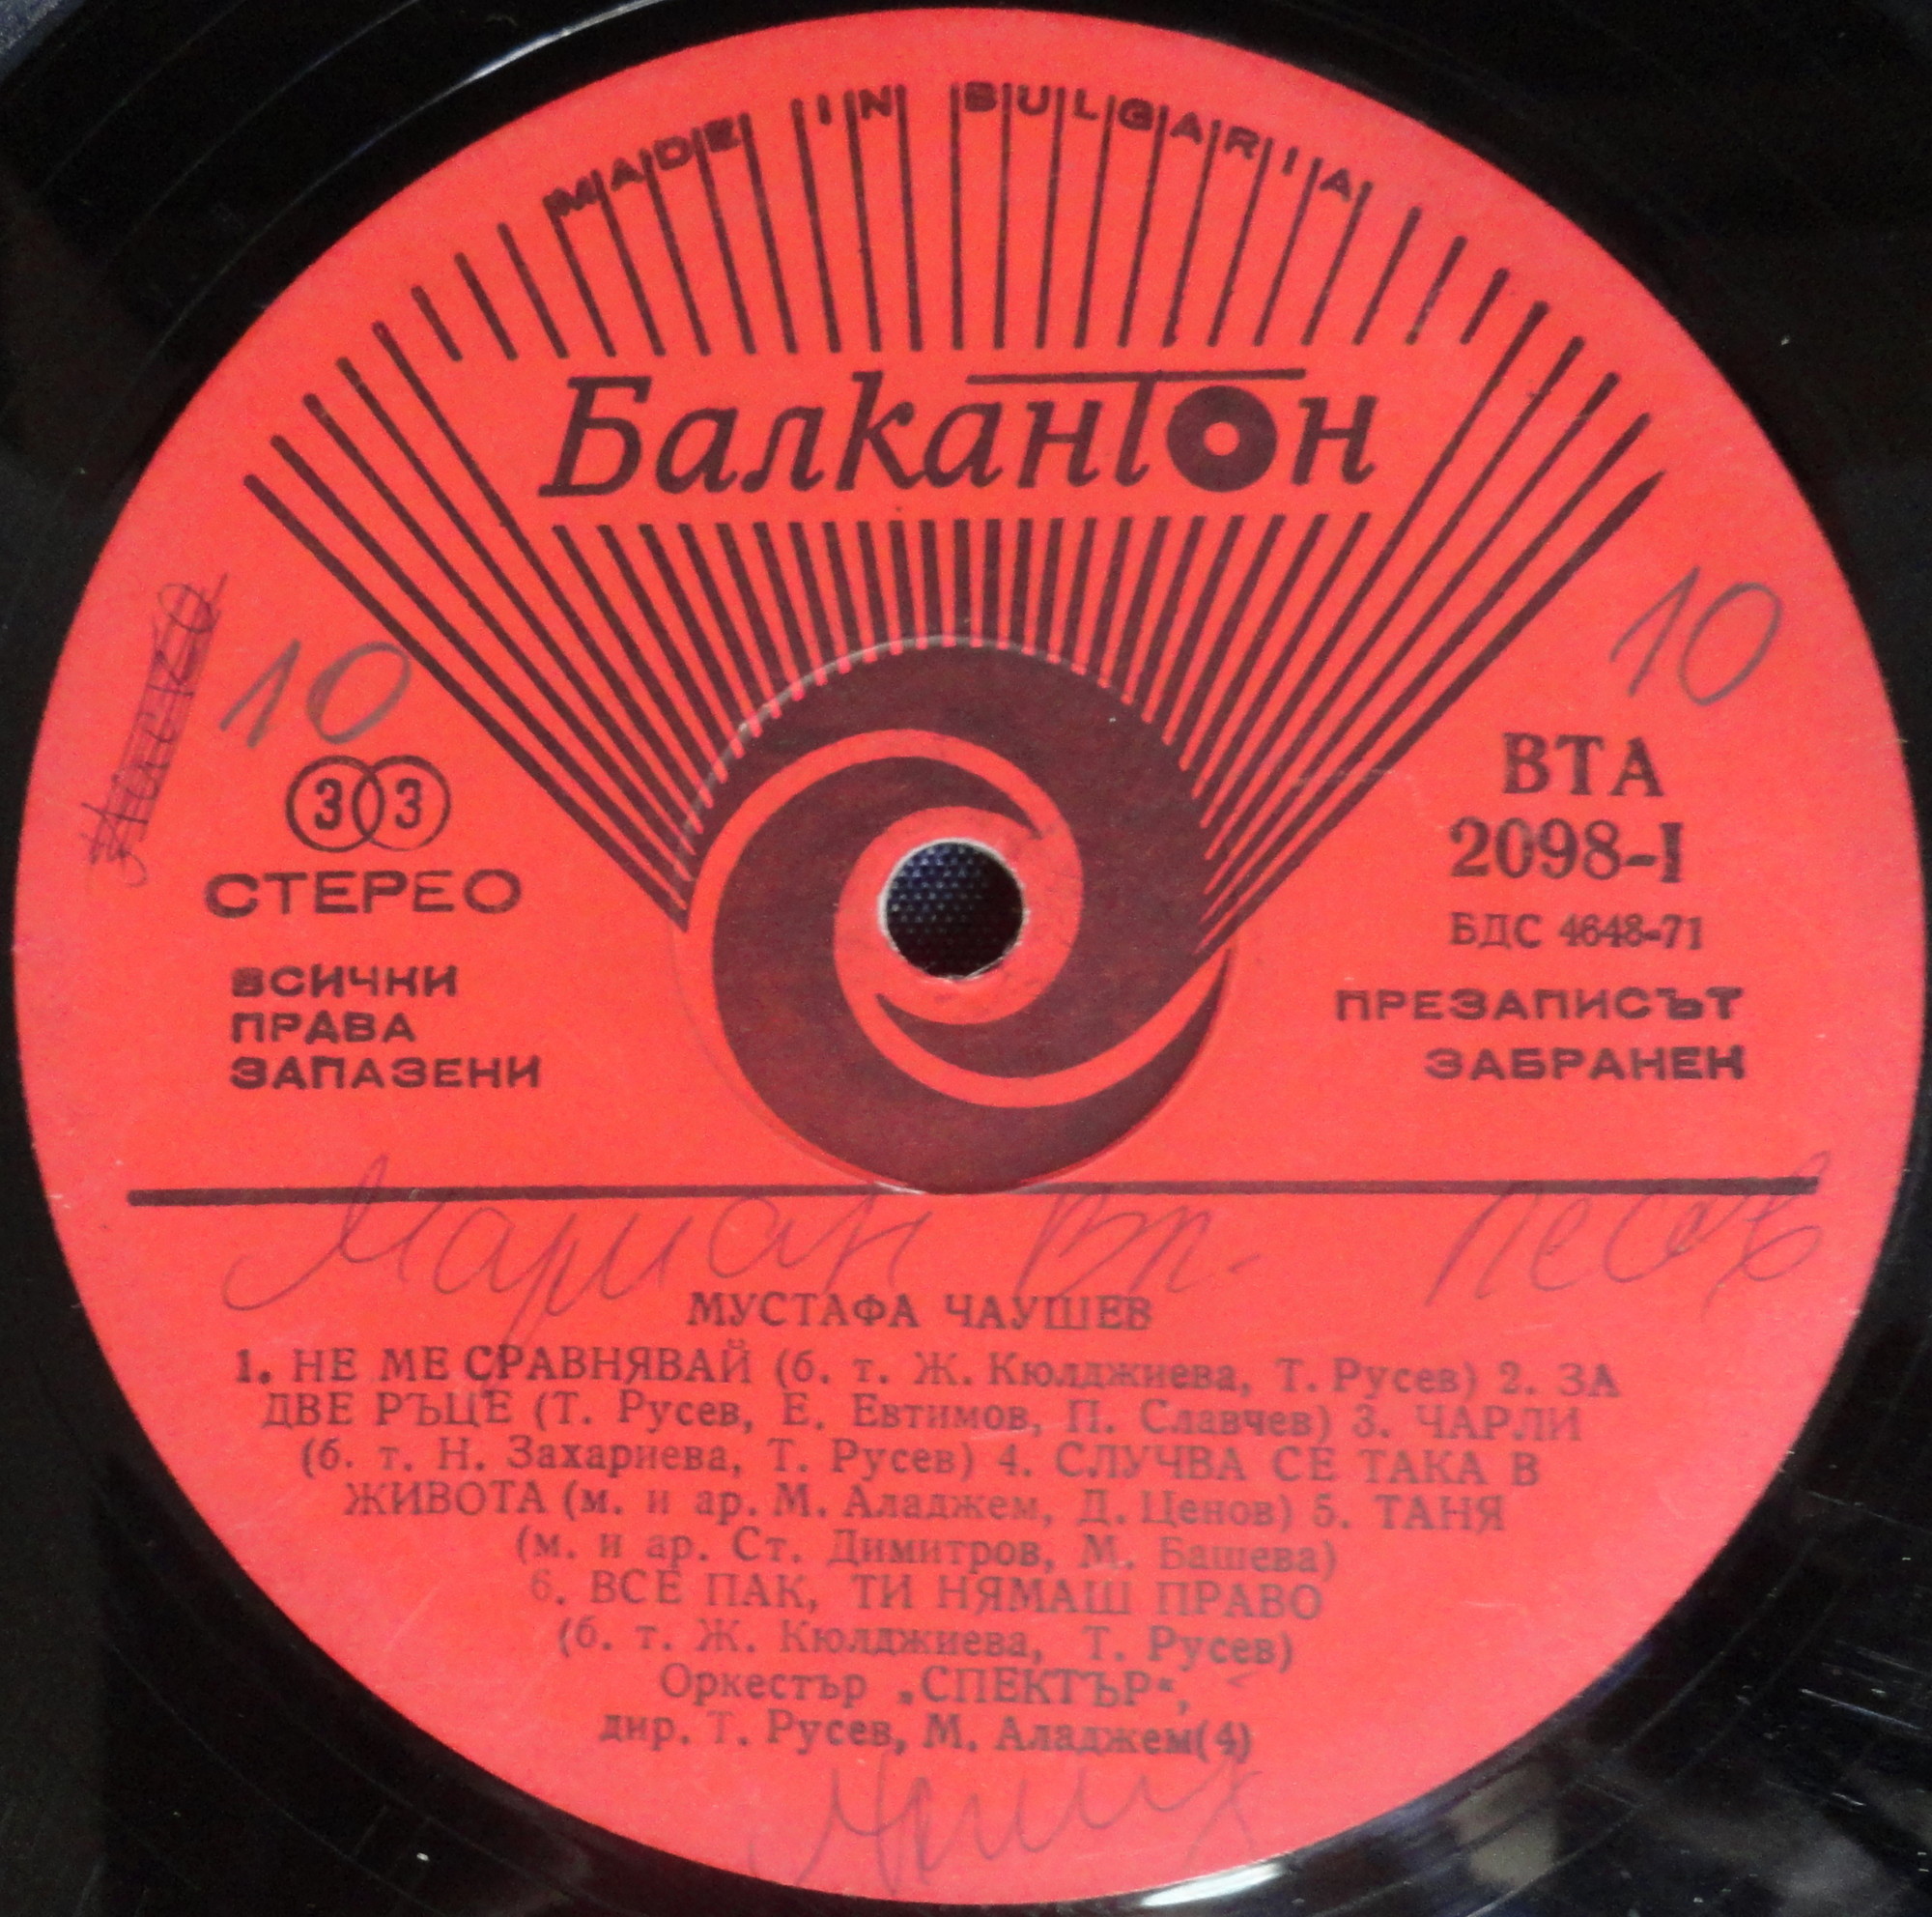 MADE IN BULGARIA
Балкантон
10
10
33
СТЕРЕО
ВСИЧКИ
ПРАВА
ЗАПАЗЕНИ
ВТА
2098-I
БДС 4648-71
ПРЕЗАПИСЪТ
ЗАБРАНЕН
Мариан Вл.
МУСТАФА ЧАУШЕВ
1. НЕ МЕ СРАВНЯВАЙ (б. т. Ж. Кюлджиева, Т. Русев) 2. ЗА
ДВЕ РЪЦЕ (Т. Русев, Е. Евтимов, П. Славчев) 3. ЧАРЛИ
(б. т. Н. Захариева, Т. Русев) 4. СЛУЧВА СЕ ТАКА В
ЖИВОТА (м. и ар. М. Аладжем, Д. Ценов) 5. ТАНЯ
(м. и ар. Ст. Димитров, М. Башева)
6. ВСЕ ПАК, ТИ НЯМАШ ПРАВО
(б. т. Ж. Кюлджиева, Т. Русев)
Оркестър „СПЕКТЪР“,
дир. Т. Русев, М. Аладжем(4)